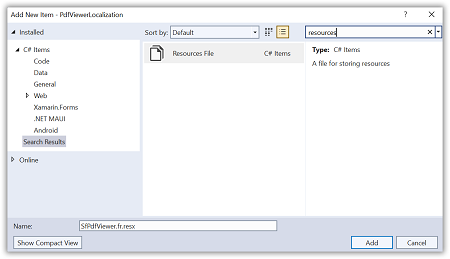 Add New Item - PdfViewerLocalization
? ×
Installed
Sort by: Default
resources
C# Items
Code
Data
General
Web
Xamarin.Forms
.NET MAUI
Android
Search Results
Online
Resources File C# Items
Type: C# Items
A file for storing resources
Name: SfPdfViewer.fr.resx
Show Compact View
Add Cancel